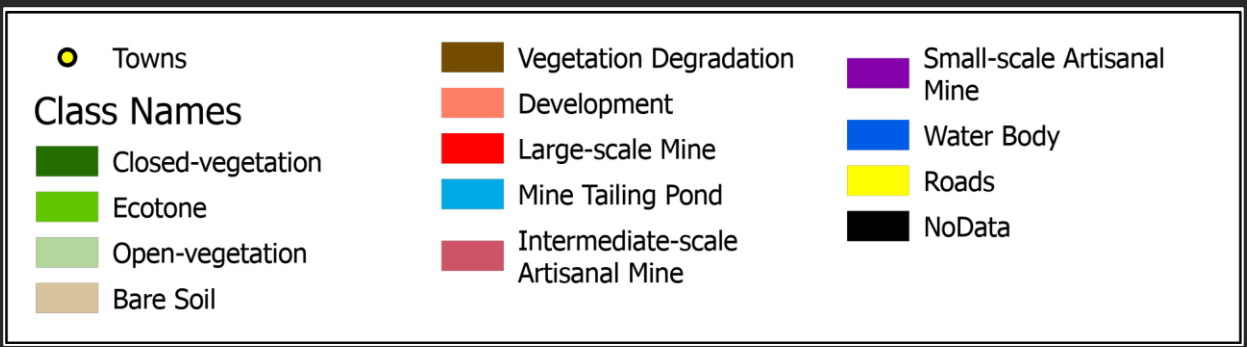 Towns
Class Names
Closed-vegetation
Ecotone
Open-vegetation
Bare Soil
Vegetation Degradation
Development
Large-scale Mine
Mine Tailing Pond
Intermediate-scale
Artisanal Mine
Small-scale Artisanal
Mine
Water Body
Roads
NoData